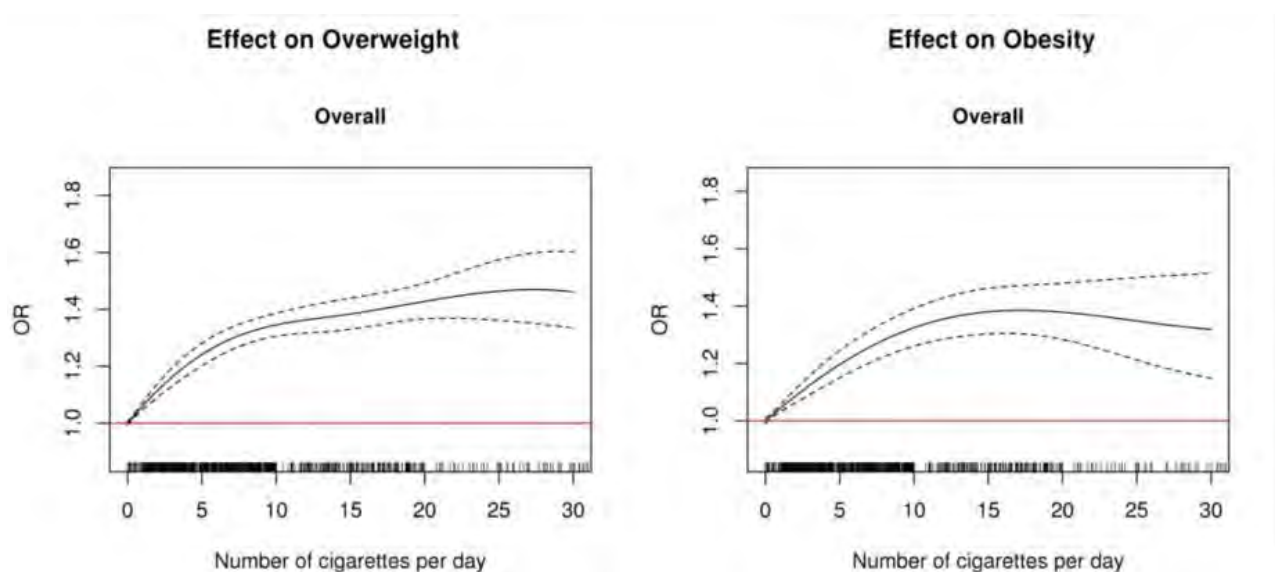 Effect on Overweight
Overall
OR
1.0 1.2 1.4 1.6 1.8
0 5 10 15 20 25 30
Number of cigarettes per day
Effect on Obesity
Overall
OR
1.0 1.2 1.4 1.6 1.8
0 5 10 15 20 25 30
Number of cigarettes per day